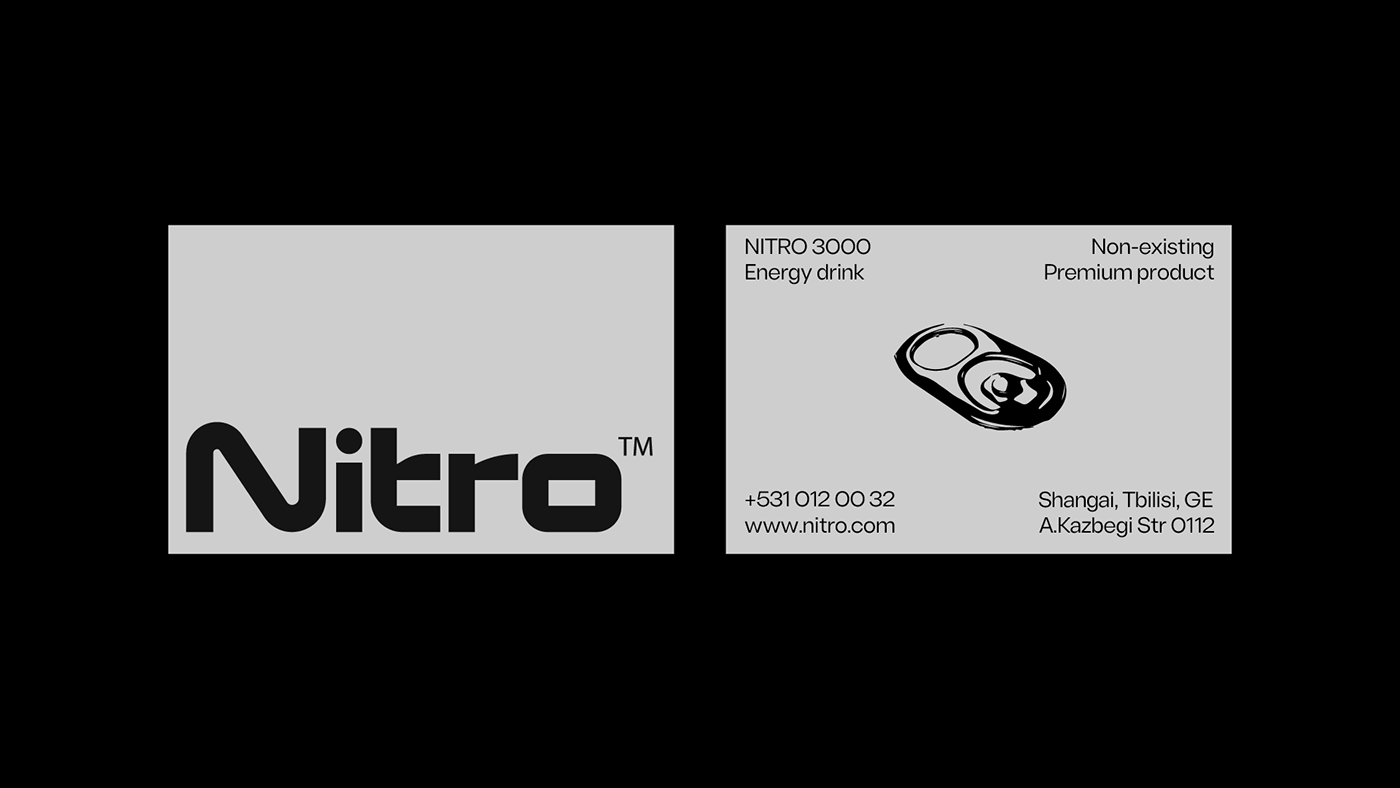 Nitro™
NITRO 3000
Energy drink
Non-existing
Premium product
+531 012 00 32
www.nitro.com
Shangai, Tbilisi, GE
A.Kazbegi Str 0112